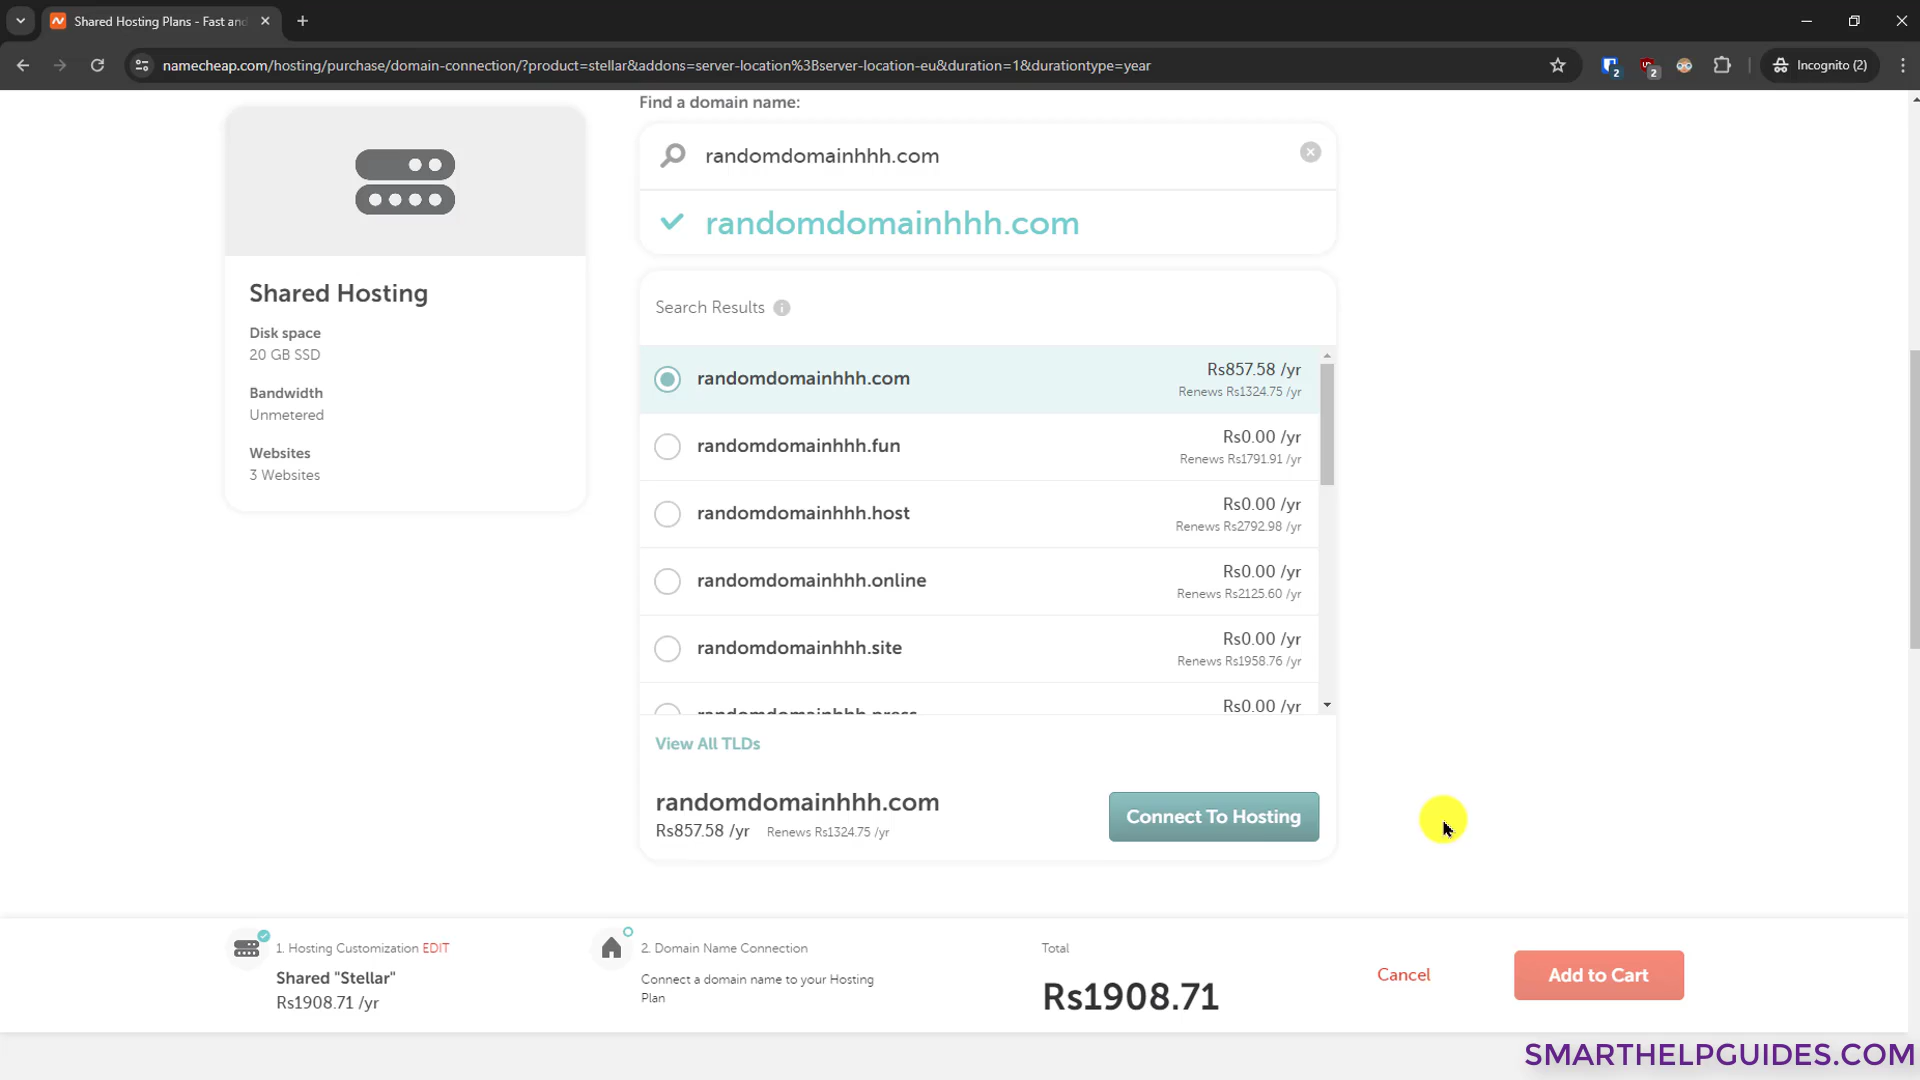 Shared Hosting Plans - Fast and
namecheap.com/hosting/purchase/domain-connection/?product=stellar&addons=server-location%3Bserver-location-eu&duration=1&durationtype=year
2
2
Incognito (2)
Find a domain name:
randomdomainhhh.com
randomdomainhhh.com
Shared Hosting
Disk space
20 GB SSD
Bandwidth
Unmetered
Websites
3 Websites
Search Results
randomdomainhhh.com
Rs857.58 /yr
Renews Rs1324.75 /yr
randomdomainhhh.fun
Rs0.00 /yr
Renews Rs1791.91 /yr
randomdomainhhh.host
Rs0.00 /yr
Renews Rs2792.98 /yr
randomdomainhhh.online
Rs0.00 /yr
Renews Rs2125.60 /yr
randomdomainhhh.site
Rs0.00 /yr
Renews Rs1958.76 /yr
randomdomainhhh.press
Rs0.00 /yr
View All TLDs
randomdomainhhh.com
Rs857.58 /yr Renews Rs1324.75 /yr
Connect To Hosting
1. Hosting Customization EDIT
Shared "Stellar"
Rs1908.71 /yr
2. Domain Name Connection
Connect a domain name to your Hosting
Plan
Total
Rs1908.71
Cancel
Add to Cart
SMARTHELPGUIDES.COM